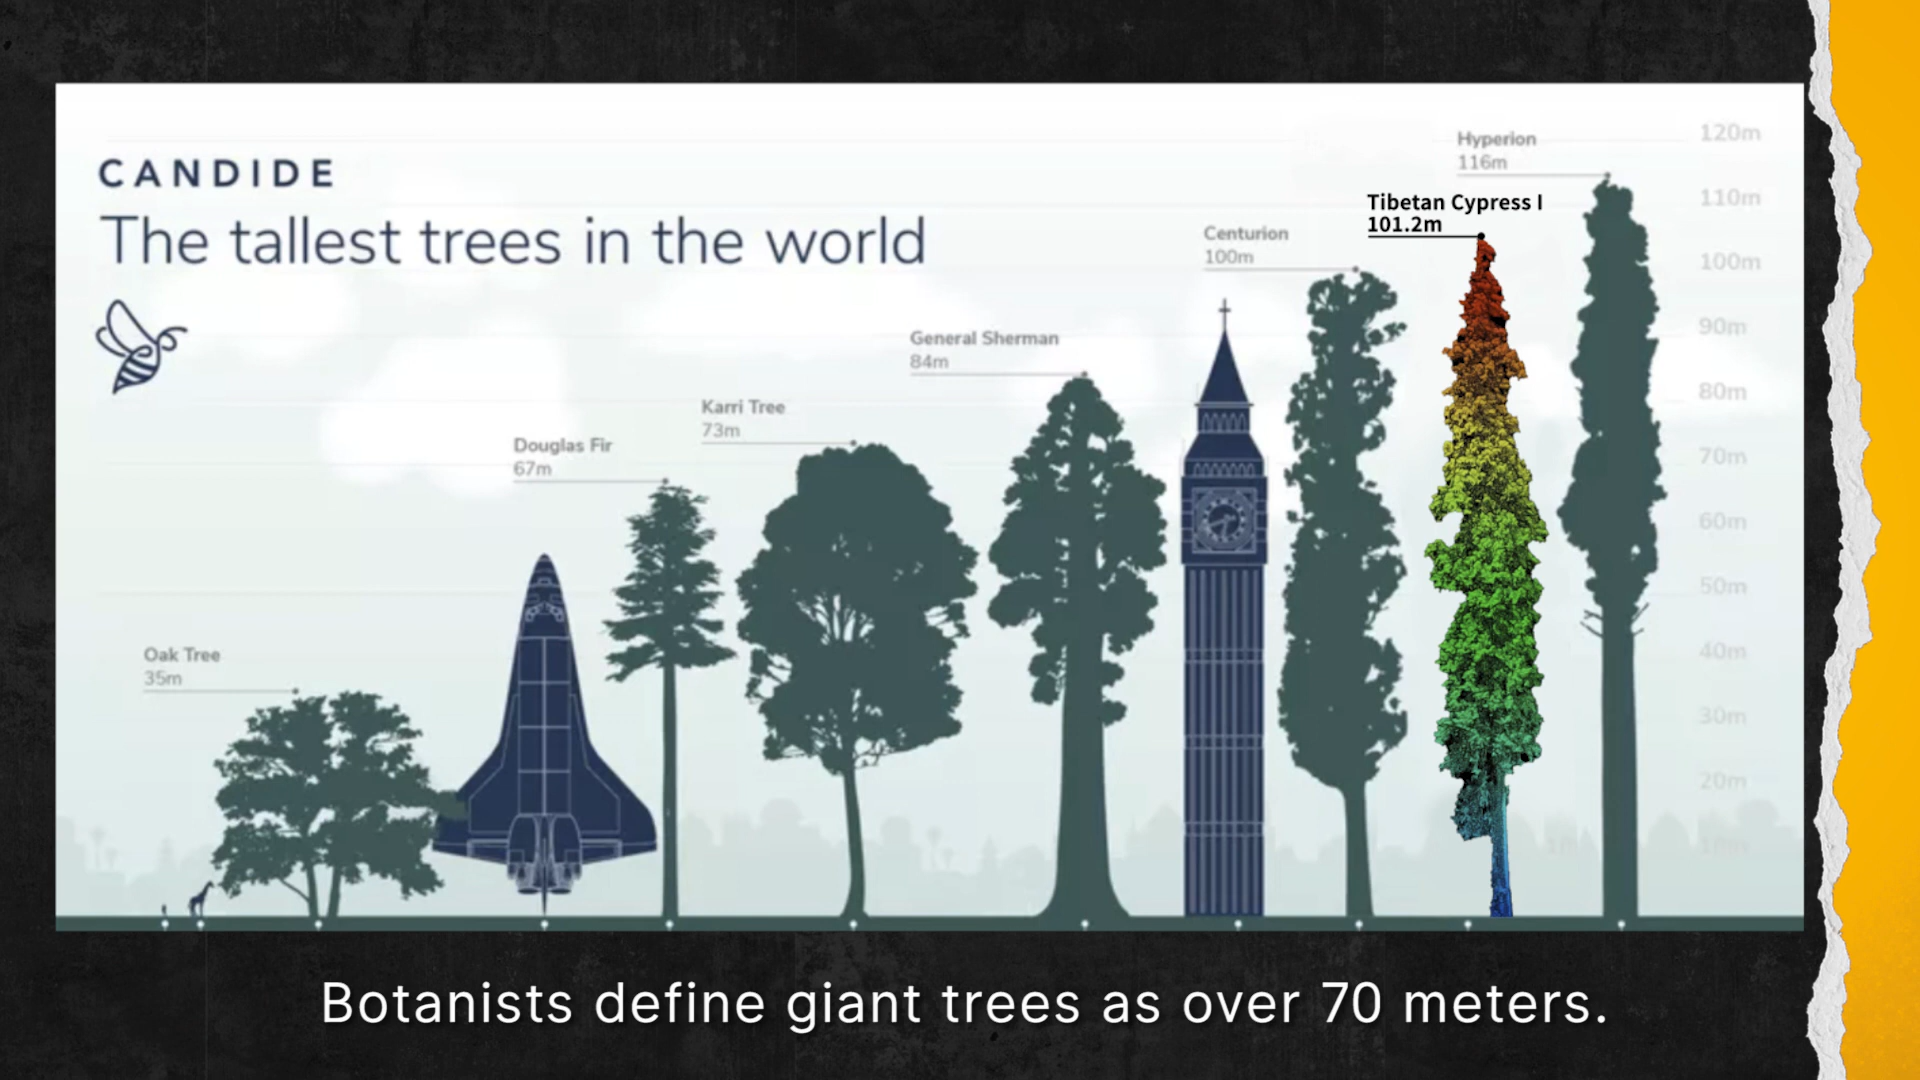 CANDIDE
The tallest trees in the world
Oak Tree
35m
Douglas Fir
67m
Karri Tree
73m
General Sherman
84m
Centurion
100m
Tibetan Cypress I
101.2m
Hyperion
116m
120m
110m
100m
90m
80m
70m
60m
50m
40m
30m
20m
Botanists define giant trees as over 70 meters.